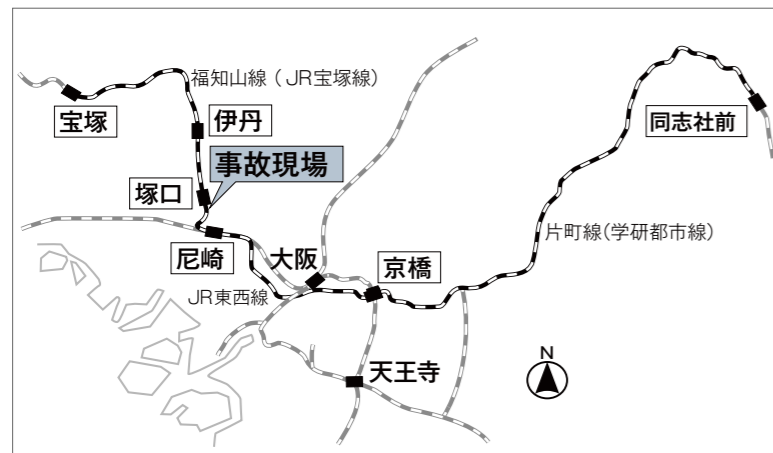 福知山線（JR宝塚線）
宝塚
伊丹
事故現場
同志社前
塚口
片町線(学研都市線)
尼崎
大阪
京橋
JR東西線
天王寺
N